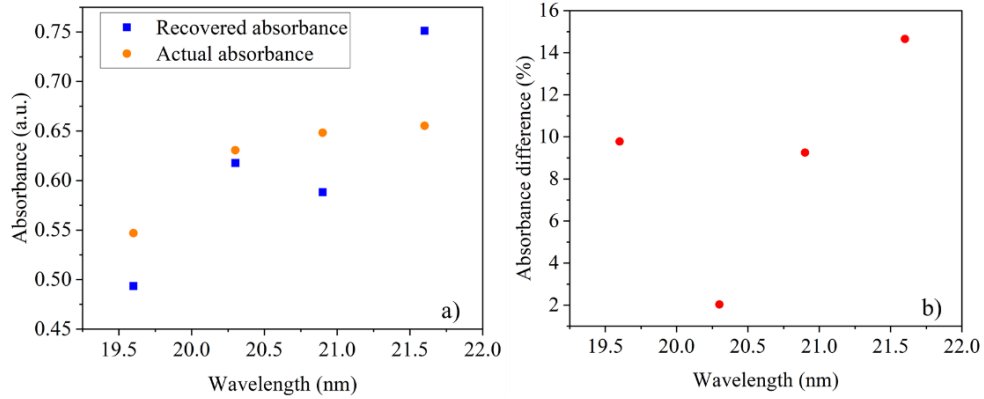 Recovered absorbance
Actual absorbance
Absorbance (a.u.)
0.75
0.70
0.65
0.60
0.55
0.50
0.45
19.5 20.0 20.5 21.0 21.5 22.0
Wavelength (nm)
a)
Absorbance difference (%)
16
14
12
10
8
6
4
2
19.5 20.0 20.5 21.0 21.5 22.0
Wavelength (nm)
b)